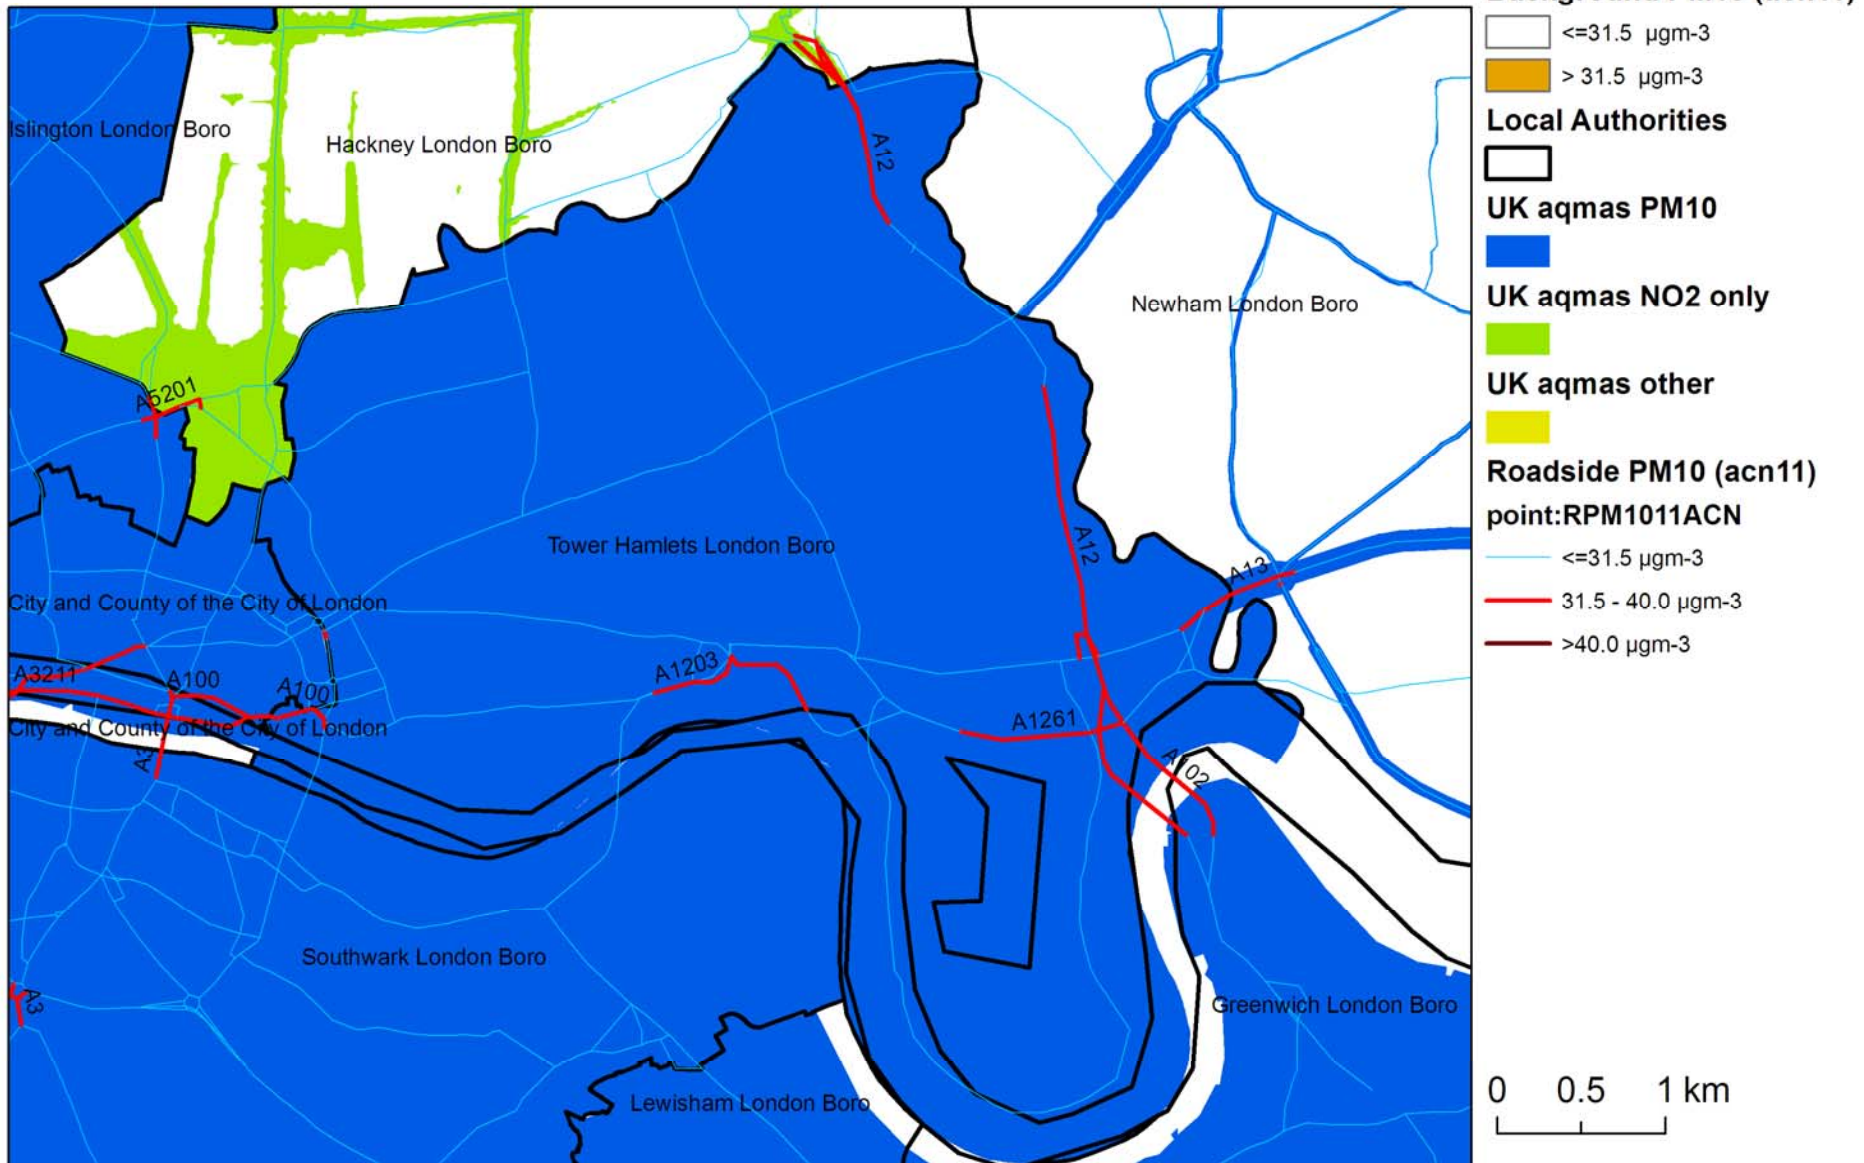 <=31.5 µgm-3
> 31.5 µgm-3
Local Authorities
UK aqmas PM10
UK aqmas NO2 only
UK aqmas other
Roadside PM10 (acn11)
point:RPM1011ACN
<=31.5 µgm-3
31.5 - 40.0 µgm-3
>40.0 µgm-3
0 0.5 1 km
Islington London Boro
Hackney London Boro
A12
Newham London Boro
A5201
Tower Hamlets London Boro
A12
A13
City and County of the City of London
A3211
A100
A100
A1203
City and County of the City of London
A3
A1261
A102
Southwark London Boro
A3
Greenwich London Boro
Lewisham London Boro